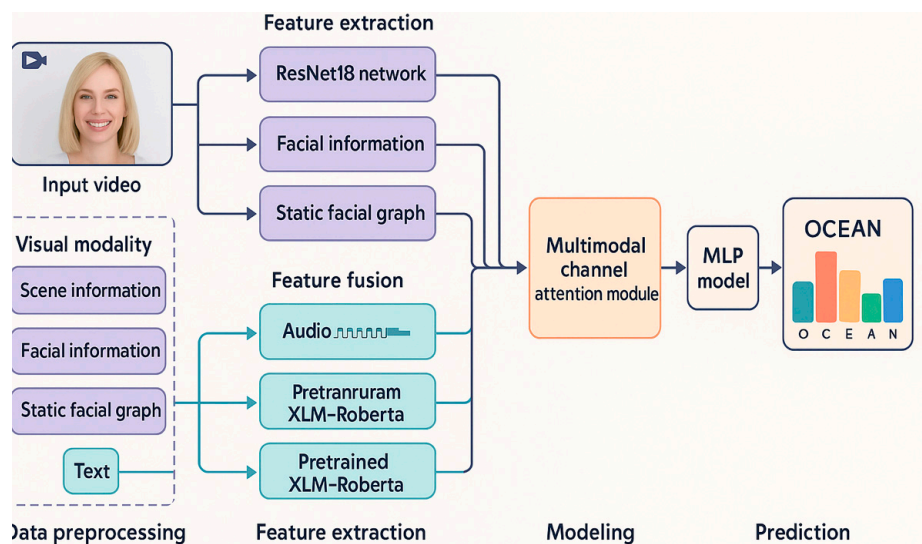 Feature extraction
ResNet18 network
Facial information
Static facial graph
Input video
Visual modality
Scene information
Facial information
Static facial graph
Text
Feature fusion
Audio
Pretranruram
XLM-Roberta
Pretrained
XLM-Roberta
Multimodal
channel
attention module
MLP
model
OCEAN
O C E A N
Data preprocessing
Feature extraction
Modeling
Prediction